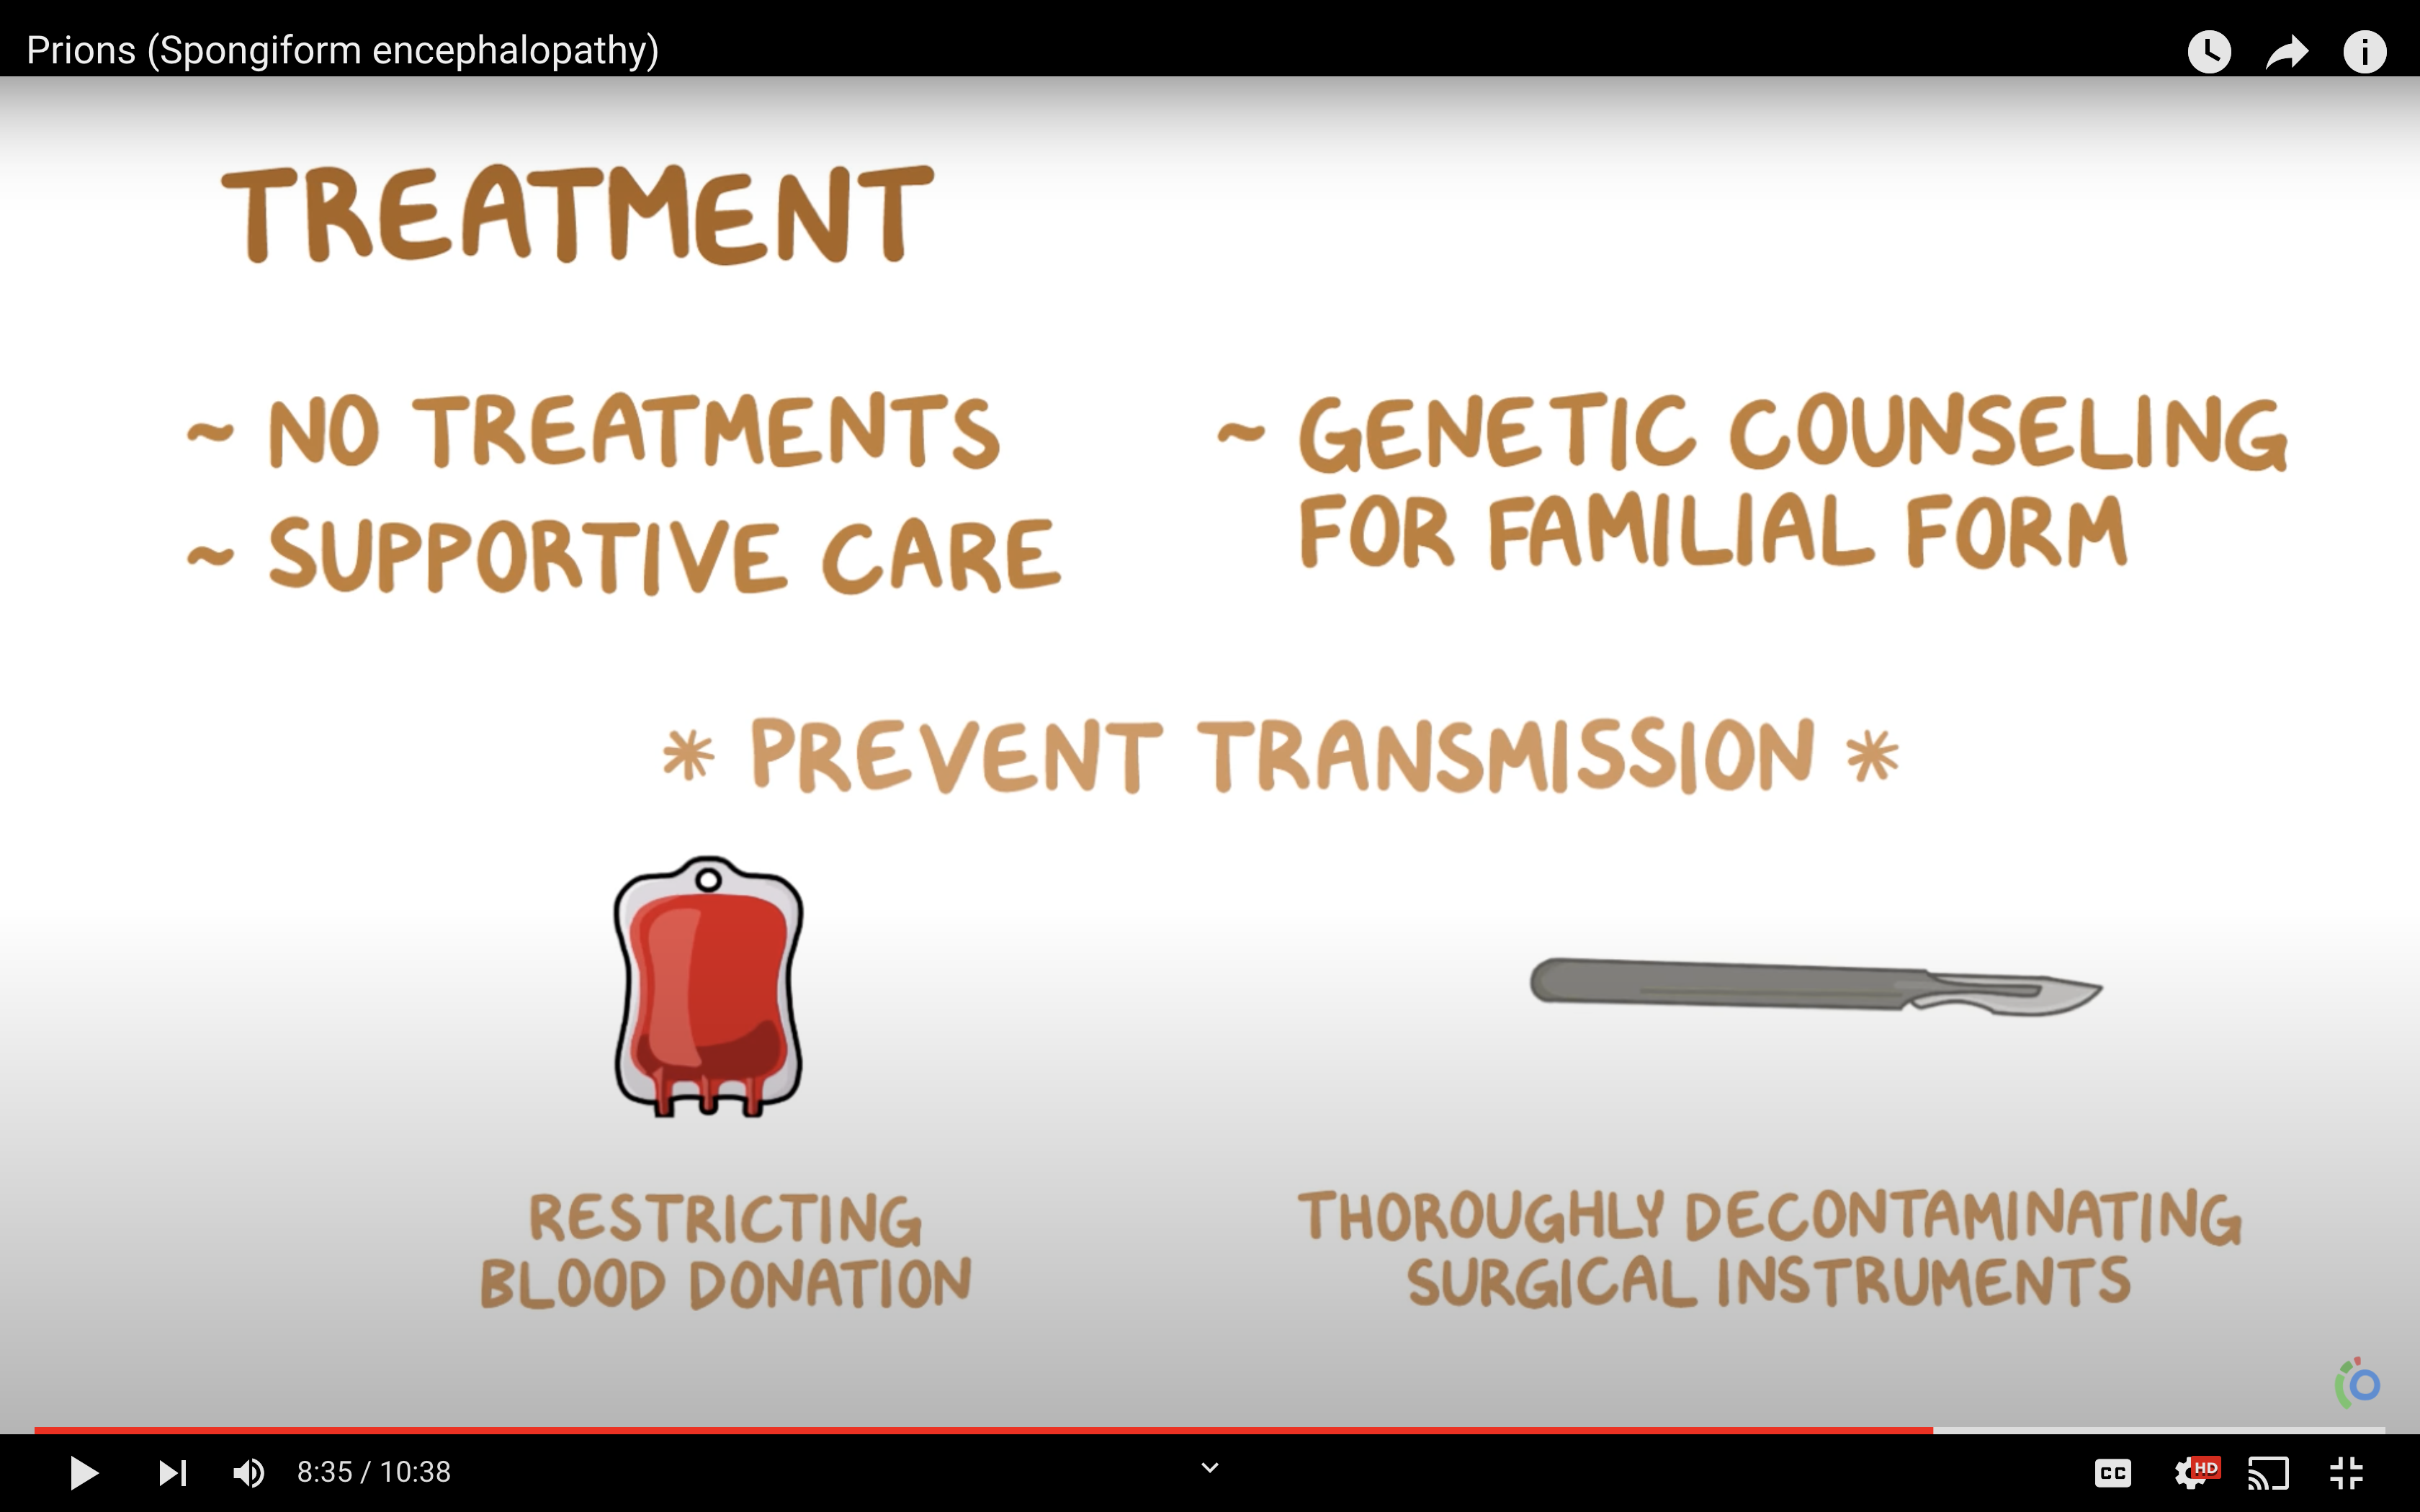 Prions (Spongiform encephalopathy)
TREATMENT
~ NO TREATMENTS
~ SUPPORTIVE CARE
~ GENETIC COUNSELING
FOR FAMILIAL FORM
* PREVENT TRANSMISSION *
RESTRICTING
BLOOD DONATION
THOROUGHLY DECONTAMINATING
SURGICAL INSTRUMENTS
8:35 / 10:38
CC
HD